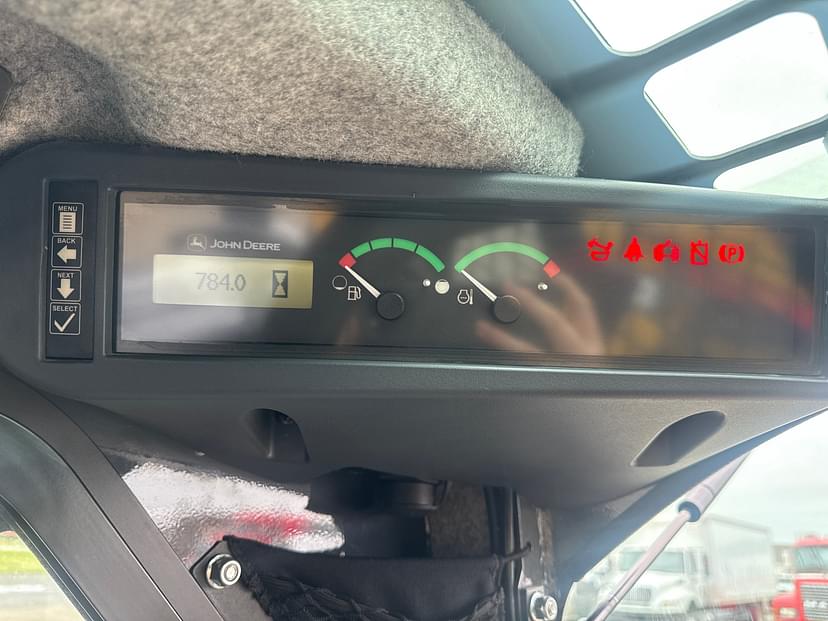 MENU
BACK
NEXT
SELECT
JOHN DEERE
784.0
P